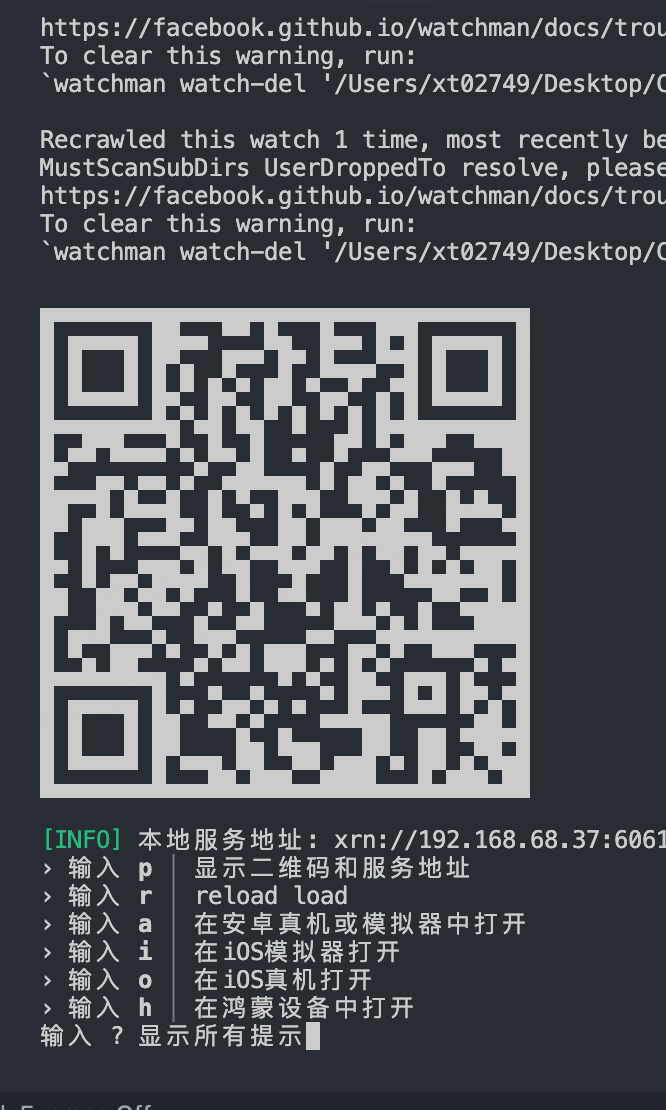 https://facebook.github.io/watchman/docs/trou
To clear this warning, run:
`watchman watch-del '/Users/xt02749/Desktop/C
Recrawled this watch 1 time, most recently be
MustScanSubDirs UserDroppedTo resolve, please
https://facebook.github.io/watchman/docs/trou
To clear this warning, run:
`watchman watch-del '/Users/xt02749/Desktop/C
[INFO] 本地服务地址: xrn://192.168.68.37:6061
› 输入 p │ 显示二维码和服务地址
› 输入 r │ reload load
› 输入 a │ 在安卓真机或模拟器中打开
› 输入 i │ 在iOS模拟器打开
› 输入 o │ 在iOS真机打开
› 输入 h │ 在鸿蒙设备中打开
输入 ? 显示所有提示